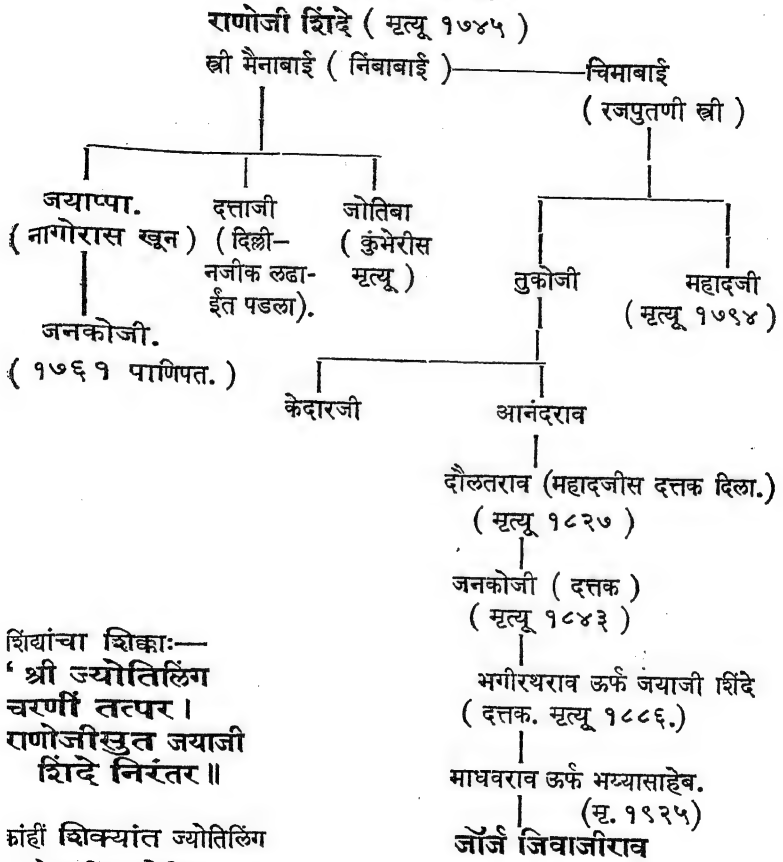 राणोजी शिंदे ( मृत्यू १७४५ )
स्त्री मैनाबाई ( निंबाबाई )
चिमाबाई
( रजपुतणी स्त्री )
जयाप्पा.
( नागोरास खून )
दत्ताजी
( दिल्ली–
नजीक लढा-
ईत पडला ).
जोतिबा
( कुंभेरीस
मृत्यू )
तुकोजी
महादजी
( मृत्यू १७९४ )
जनकोजी.
( १७६१ पाणिपत. )
केदारजी
आनंदराव
दौलतराव (महादजीस दत्तक दिला.)
( मृत्यू १८२७ )
जनकोजी ( दत्तक )
( मृत्यू १८४३ )
भगीरथराव ऊर्फ जयाजी शिंदे
( दत्तक. मृत्यू १८८६. )
माधवराव ऊर्फ भय्यासाहेब.
(मृ. १९२५)
जॉर्ज जिवाजीराव
शिंद्यांचा शिक्काः—
‘ श्री ज्योतिलिंग
चरणीं तत्पर ।
राणोजीसुत जयाजी
शिंदे निरंतर ॥
कांहीं शिक्यांत ज्योतिलिंग